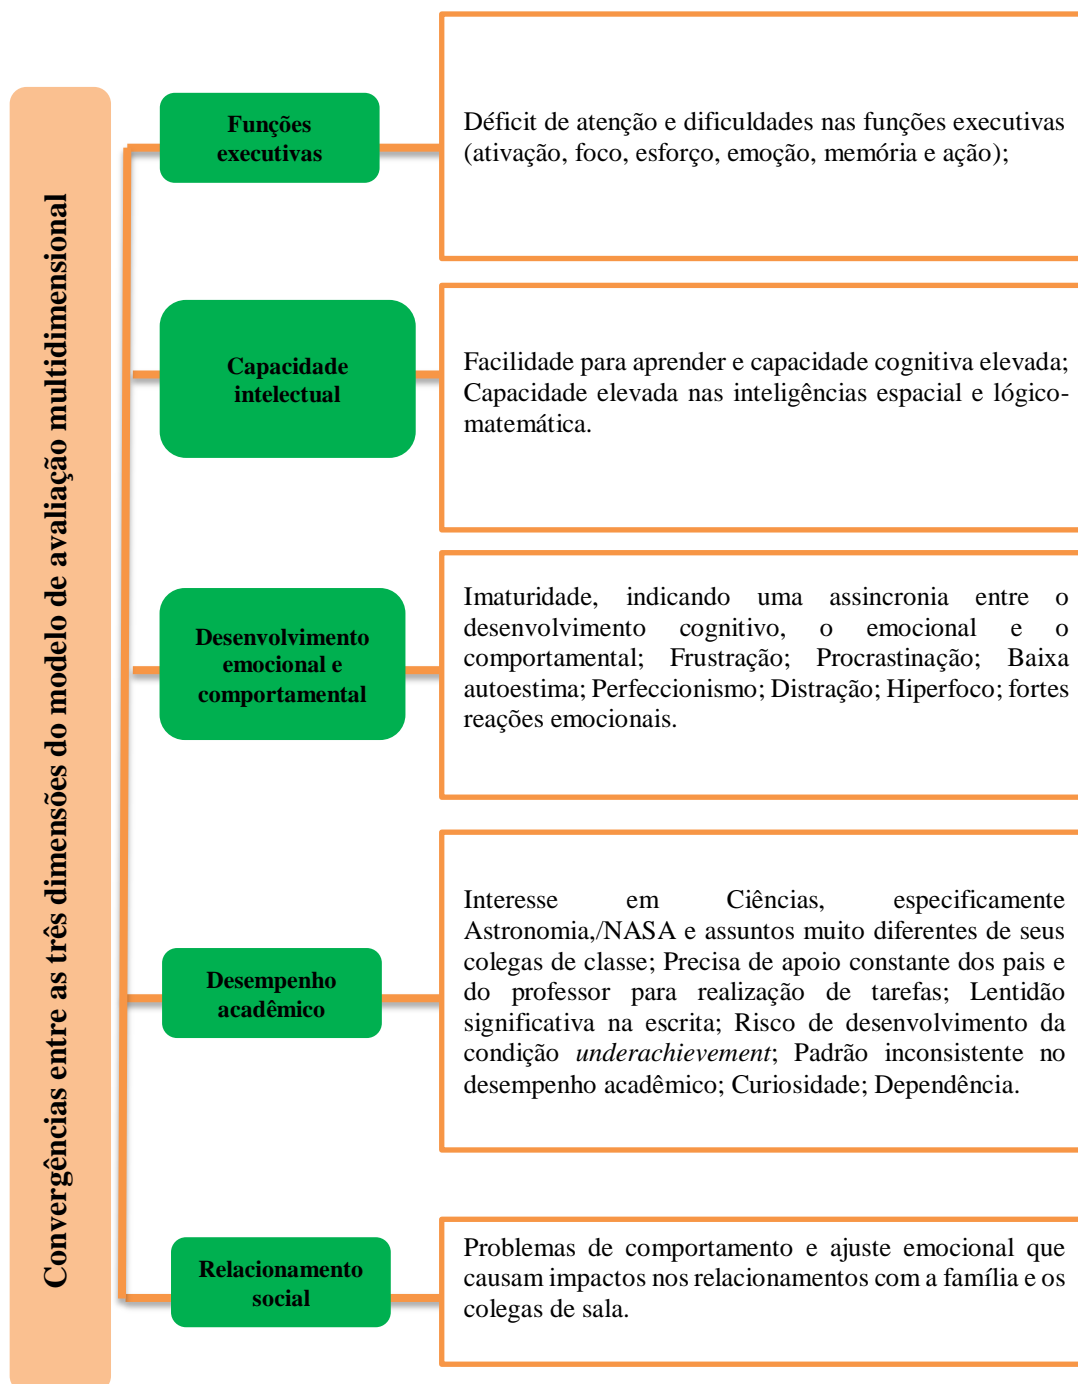 Convergências entre as três dimensões do modelo de avaliação multidimensional
Funções
executivas
Déficit de atenção e dificuldades nas funções executivas
(ativação, foco, esforço, emoção, memória e ação);
Capacidade
intelectual
Facilidade para aprender e capacidade cognitiva elevada;
Capacidade elevada nas inteligências espacial e lógico-
matemática.
Desenvolvimento
emocional e
comportamental
Imaturidade, indicando uma assincronia entre o
desenvolvimento cognitivo, o emocional e o
comportamental; Frustração; Procrastinação; Baixa
autoestima; Perfeccionismo; Distração; Hiperfoco; fortes
reações emocionais.
Desempenho
acadêmico
Interesse em Ciências, especificamente
Astronomia,/NASA e assuntos muito diferentes de seus
colegas de classe; Precisa de apoio constante dos pais e
do professor para realização de tarefas; Lentidão
significativa na escrita; Risco de desenvolvimento da
condição underachievement; Padrão inconsistente no
desempenho acadêmico; Curiosidade; Dependência.
Relacionamento
social
Problemas de comportamento e ajuste emocional que
causam impactos nos relacionamentos com a família e os
colegas de sala.